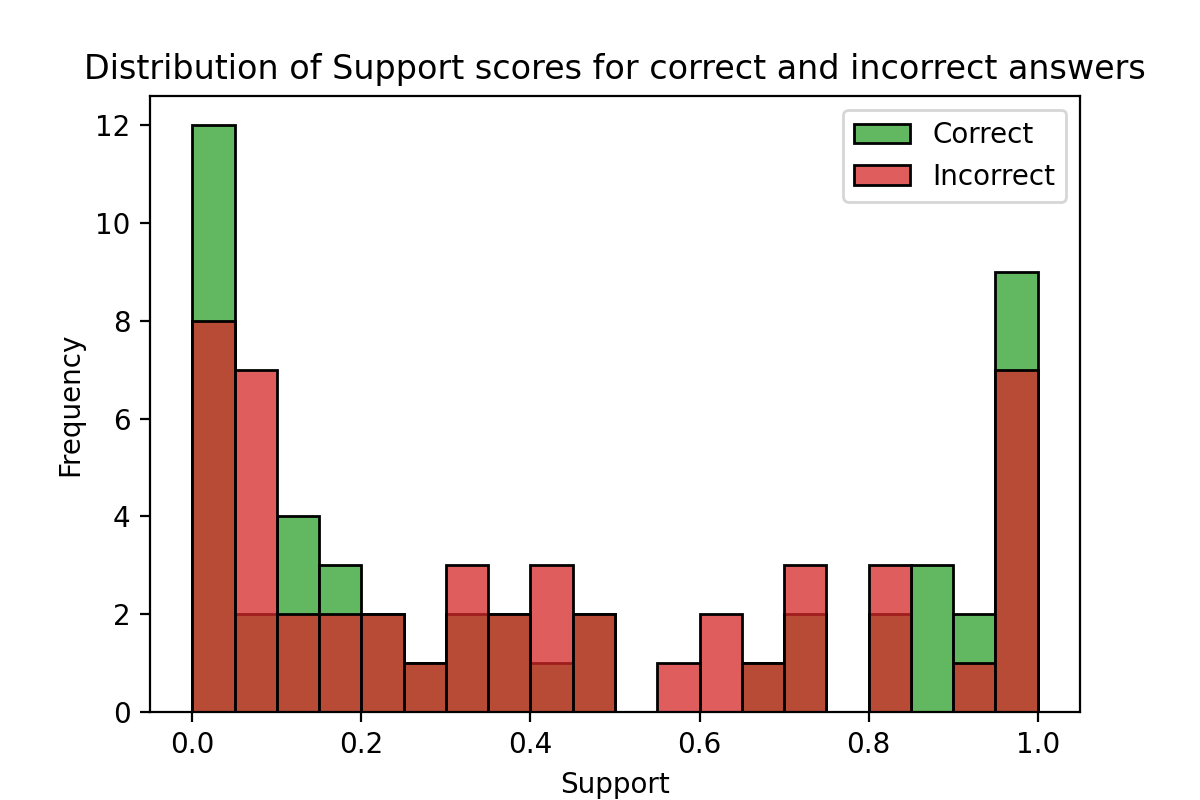 Distribution of Support scores for correct and incorrect answers
Correct
Incorrect
12
10
8
6
4
2
0
Frequency
0.0 0.2 0.4 0.6 0.8 1.0
Support